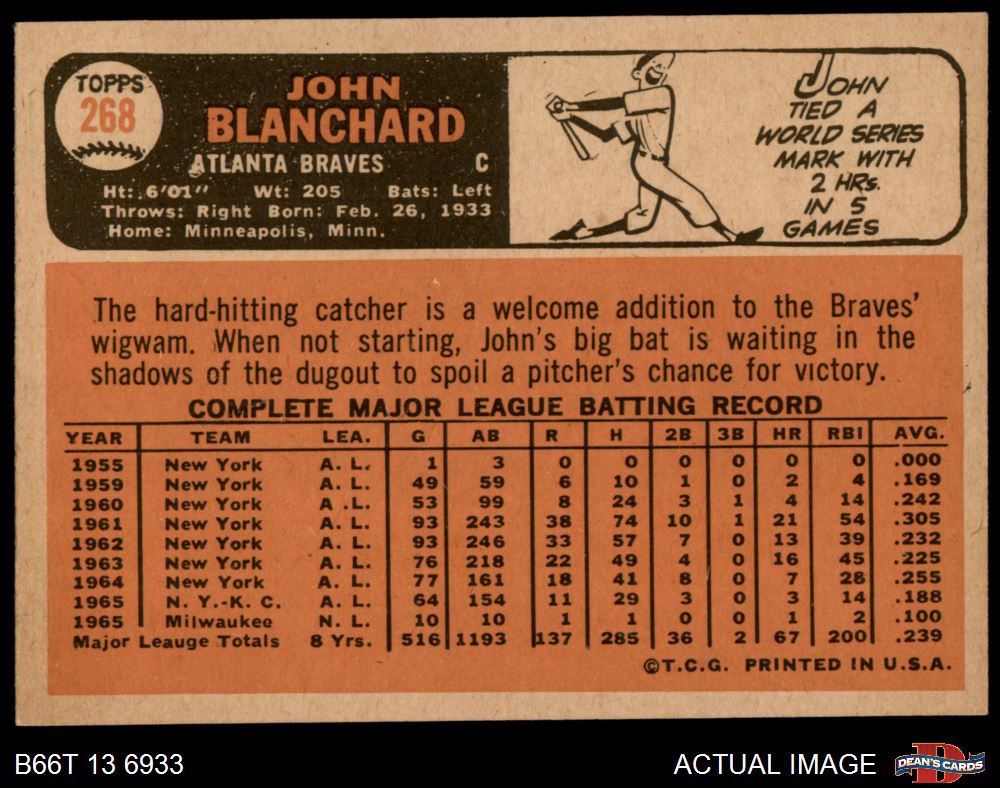 TOPPS
268
JOHN
BLANCHARD
ATLANTA BRAVES C
Ht: 6'01" Wt: 205 Bats: Left
Throws: Right Born: Feb. 26, 1933
Home: Minneapolis, Minn.
JOHN
TIED A
WORLD SERIES
MARK WITH
2 HRs.
IN 5
GAMES
The hard-hitting catcher is a welcome addition to the Braves'
wigwam. When not starting, John's big bat is waiting in the
shadows of the dugout to spoil a pitcher's chance for victory.
COMPLETE MAJOR LEAGUE BATTING RECORD
YEAR TEAM LEA. G AB R H 2B 3B HR RBI AVG.
1955 New York A. L. 1 3 0 0 0 0 0 0 .000
1959 New York A. L. 49 59 6 10 1 0 2 4 .169
1960 New York A .L. 53 99 8 24 3 1 4 14 .242
1961 New York A. L. 93 243 38 74 10 1 21 54 .305
1962 New York A. L. 93 246 33 57 7 0 13 39 .232
1963 New York A. L. 76 218 22 49 4 0 16 45 .225
1964 New York A. L. 77 161 18 41 8 0 7 28 .255
1965 N. Y.-K. C. A. L. 64 154 11 29 3 0 3 14 .188
1965 Milwaukee N. L. 10 10 1 1 0 0 1 2 .100
Major Leauge Totals 8 Yrs. 516 1193 137 285 36 2 67 200 .239
©T.C.G. PRINTED IN U.S.A.
B66T 13 6933 ACTUAL IMAGE
D
DEAN'S CARDS